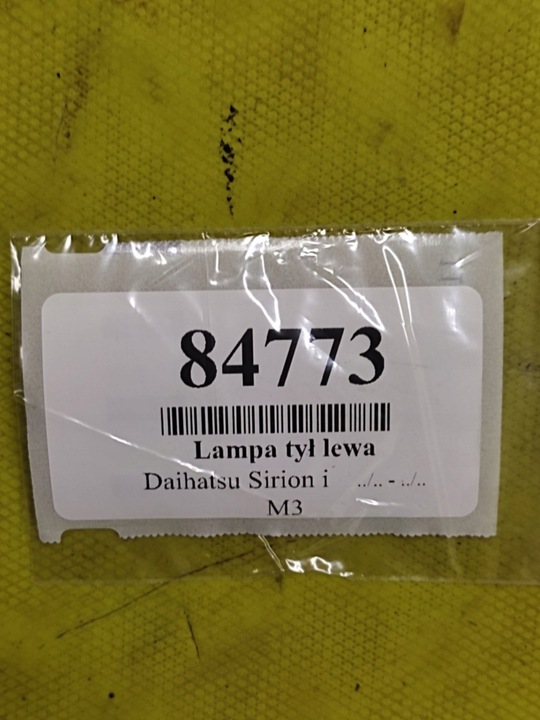 84773
Lampa tył lewa
Daihatsu Sirion i ../.. - ../..
M3